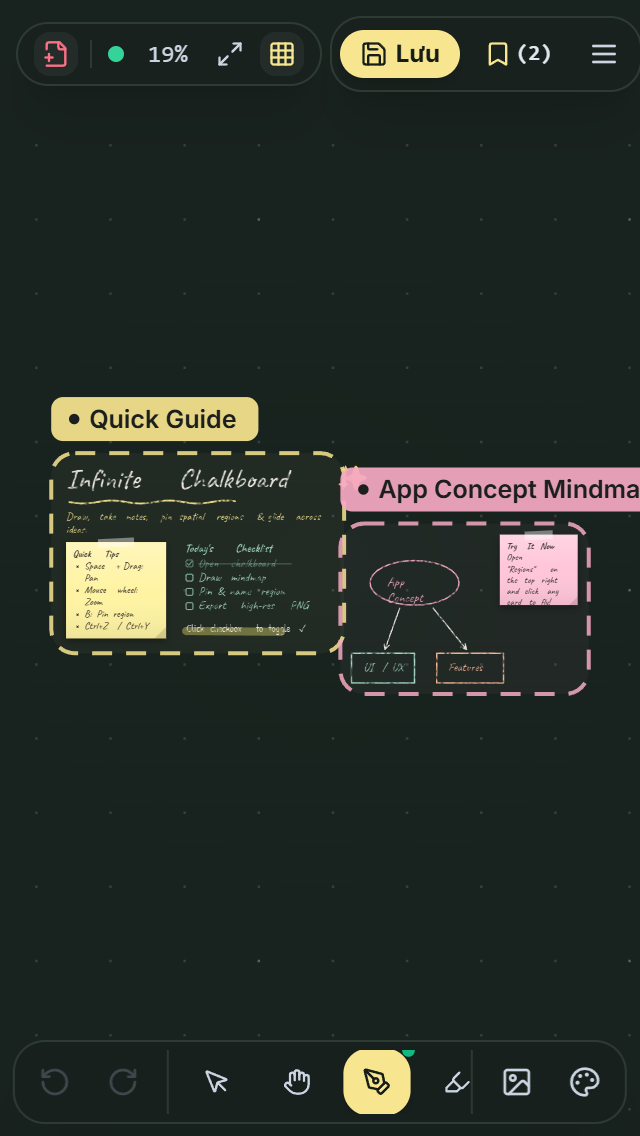 19%
Lưu
(2)
Quick Guide
Infinite Chalkboard
Draw, take notes, pin spatial regions & glide across
ideas.
Quick Tips
• Space + Drag:
Pan
• Mouse wheel:
Zoom
• B: Pin region
• Ctrl+Z / Ctrl+Y
Today's Checklist
Open chalkboard
Draw mindmap
Pin & name region
Export high-res PNG
Click checkbox to toggle ✓
App Concept Mindma
App
Concept
UI / UX
Features
Try It Now
Open
"Regions" on
the top right
and click any
card to fly!